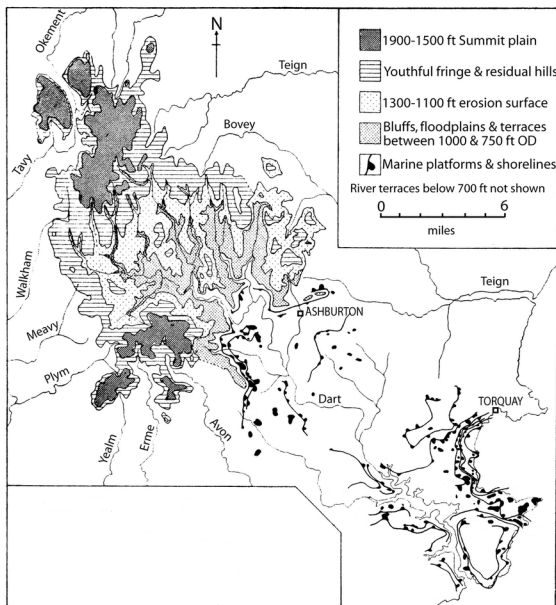 Okement
N
Teign
Bovey
Tavy
Walkham
Meavy
Plym
Yealm
Erme
Avon
1900-1500 ft Summit plain
Youthful fringe & residual hills
1300-1100 ft erosion surface
Bluffs, floodplains & terraces
between 1000 & 750 ft OD
Marine platforms & shorelines
River terraces below 700 ft not shown
0 6
miles
Teign
ASHBURTON
Dart
TORQUAY